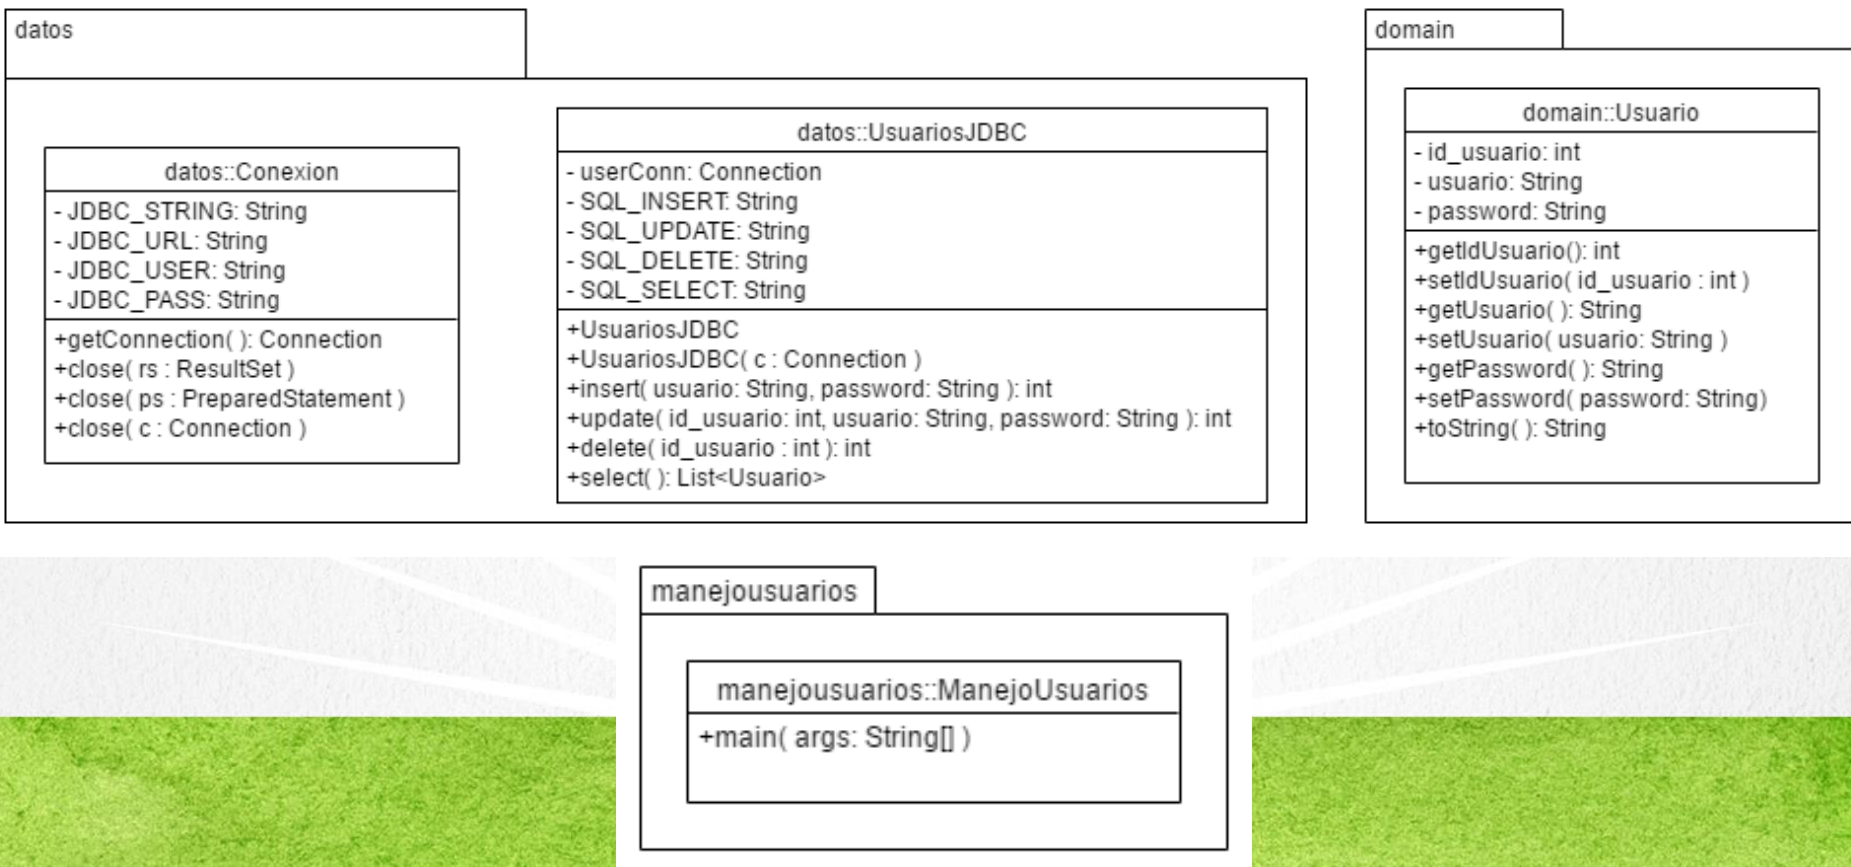 datos
datos::Conexion
- JDBC_STRING: String
- JDBC_URL: String
- JDBC_USER: String
- JDBC_PASS: String
+getConnection( ): Connection
+close( rs : ResultSet )
+close( ps : PreparedStatement )
+close( c : Connection )
datos::UsuariosJDBC
- userConn: Connection
- SQL_INSERT: String
- SQL_UPDATE: String
- SQL_DELETE: String
- SQL_SELECT: String
+UsuariosJDBC
+UsuariosJDBC( c : Connection )
+insert( usuario: String, password: String ): int
+update( id_usuario: int, usuario: String, password: String ): int
+delete( id_usuario : int ): int
+select( ): List<Usuario>
domain
domain::Usuario
- id_usuario: int
- usuario: String
- password: String
+getIdUsuario(): int
+setIdUsuario( id_usuario : int )
+getUsuario( ): String
+setUsuario( usuario: String )
+getPassword( ): String
+setPassword( password: String)
+toString( ): String
manejousuarios
manejousuarios::ManejoUsuarios
+main( args: String[] )